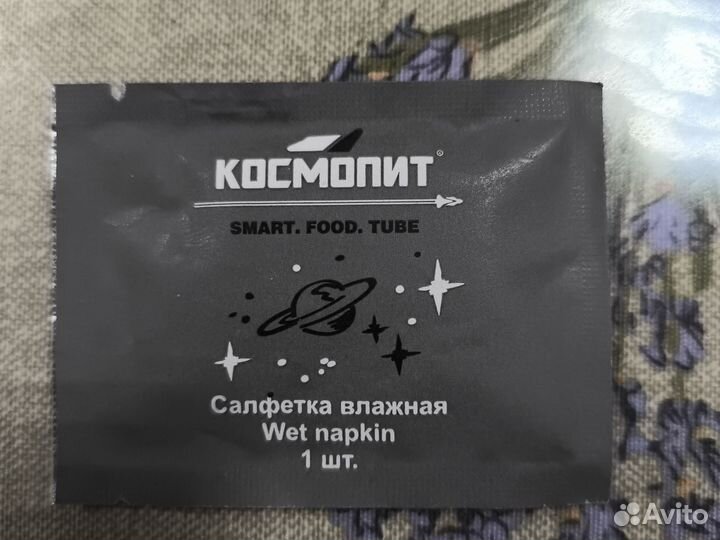 КОСМОПИТ®
SMART. FOOD. TUBE
Салфетка влажная
Wet napkin
1 шт.
Avito